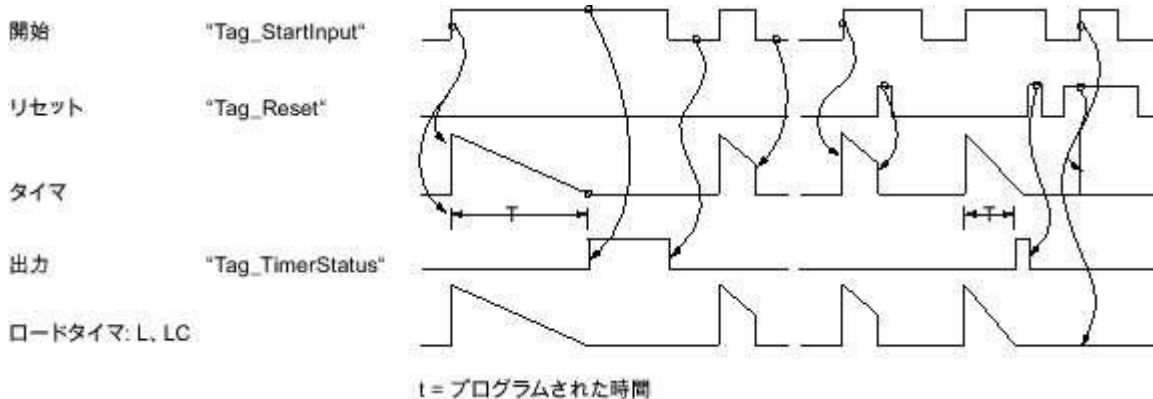 開始 "Tag_StartInput"
リセット "Tag_Reset"
タイマ
T T
出力 "Tag_TimerStatus"
ロードタイマ: L、LC
t = プログラムされた時間